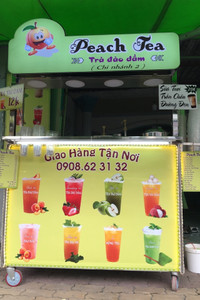 Peach Tea
Trà đào dầm
( Chi nhánh 2 )
Sữa Tươi
Trân Châu
Đường Đen
Giao Hàng Tận Nơi
0908.62 31 32